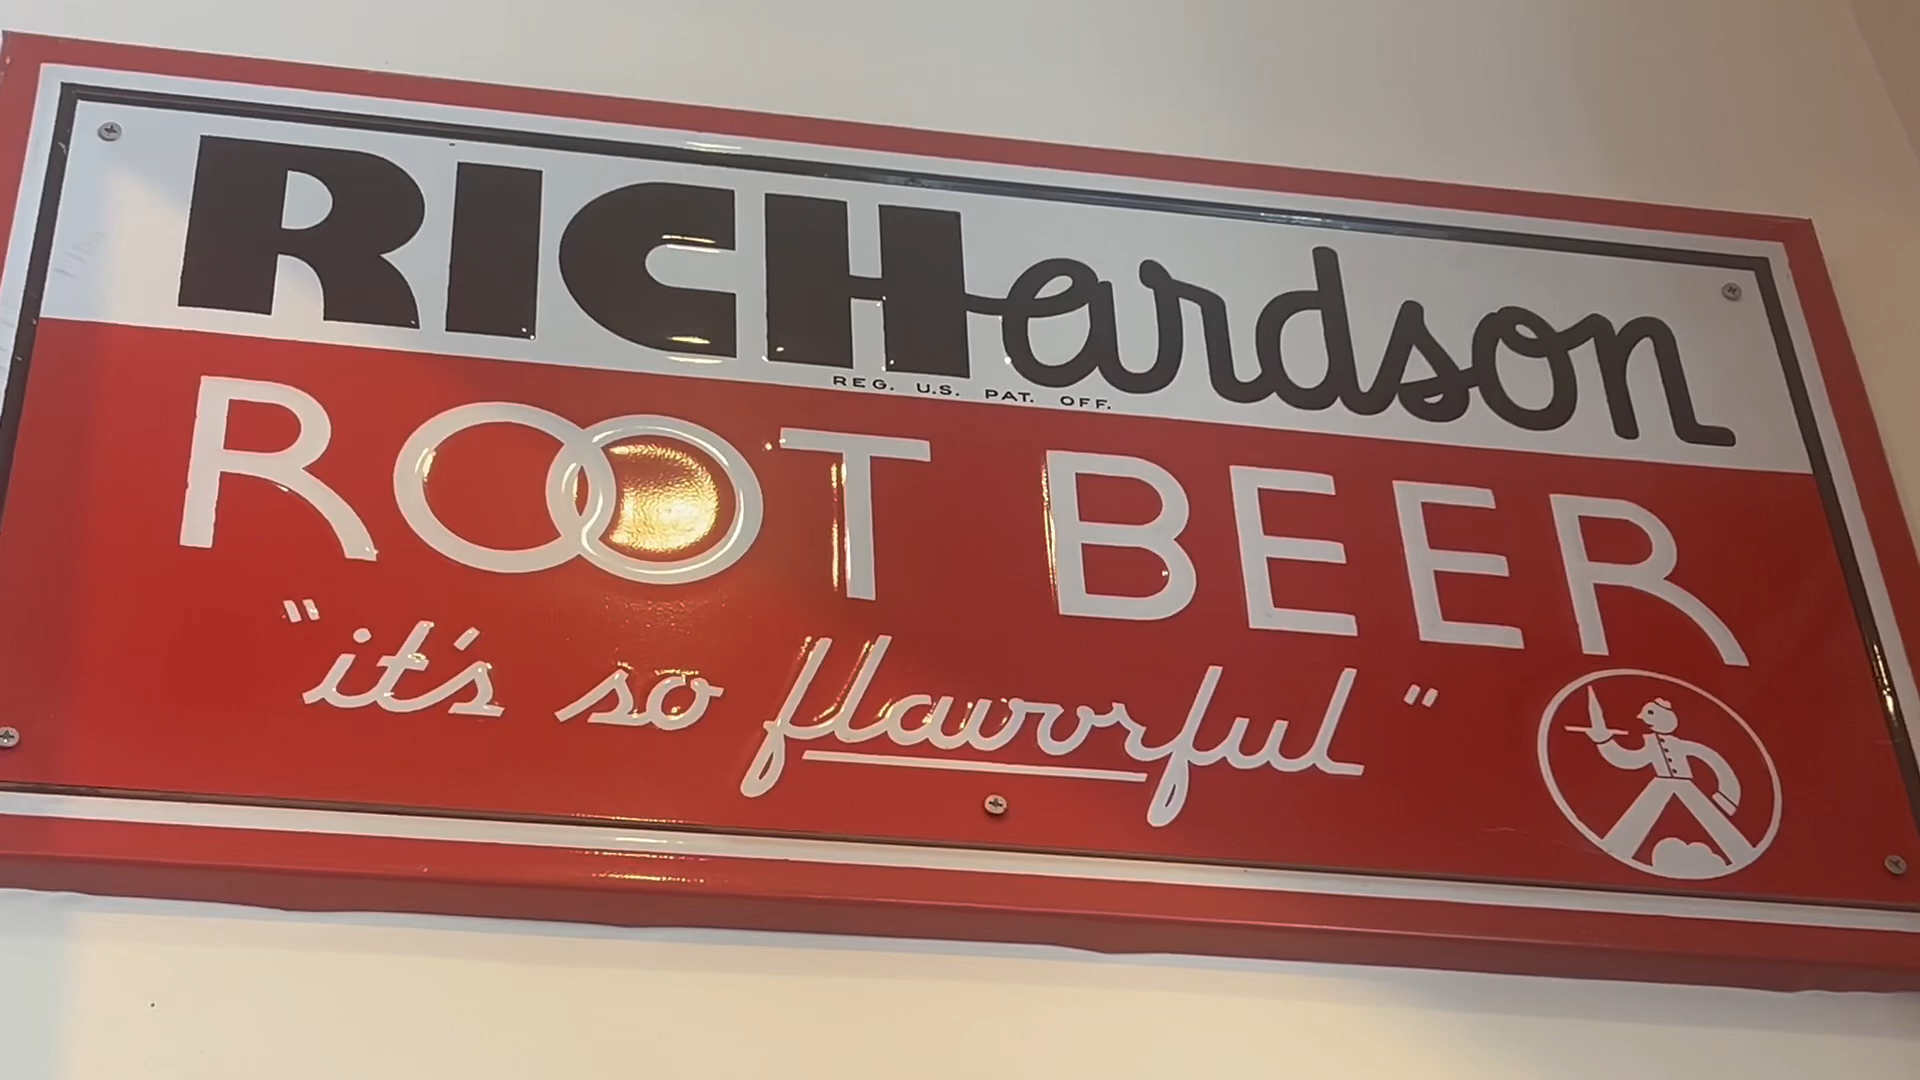 RICHardson
REG. U.S. PAT. OFF.
ROOT BEER
"it's so flavorful"